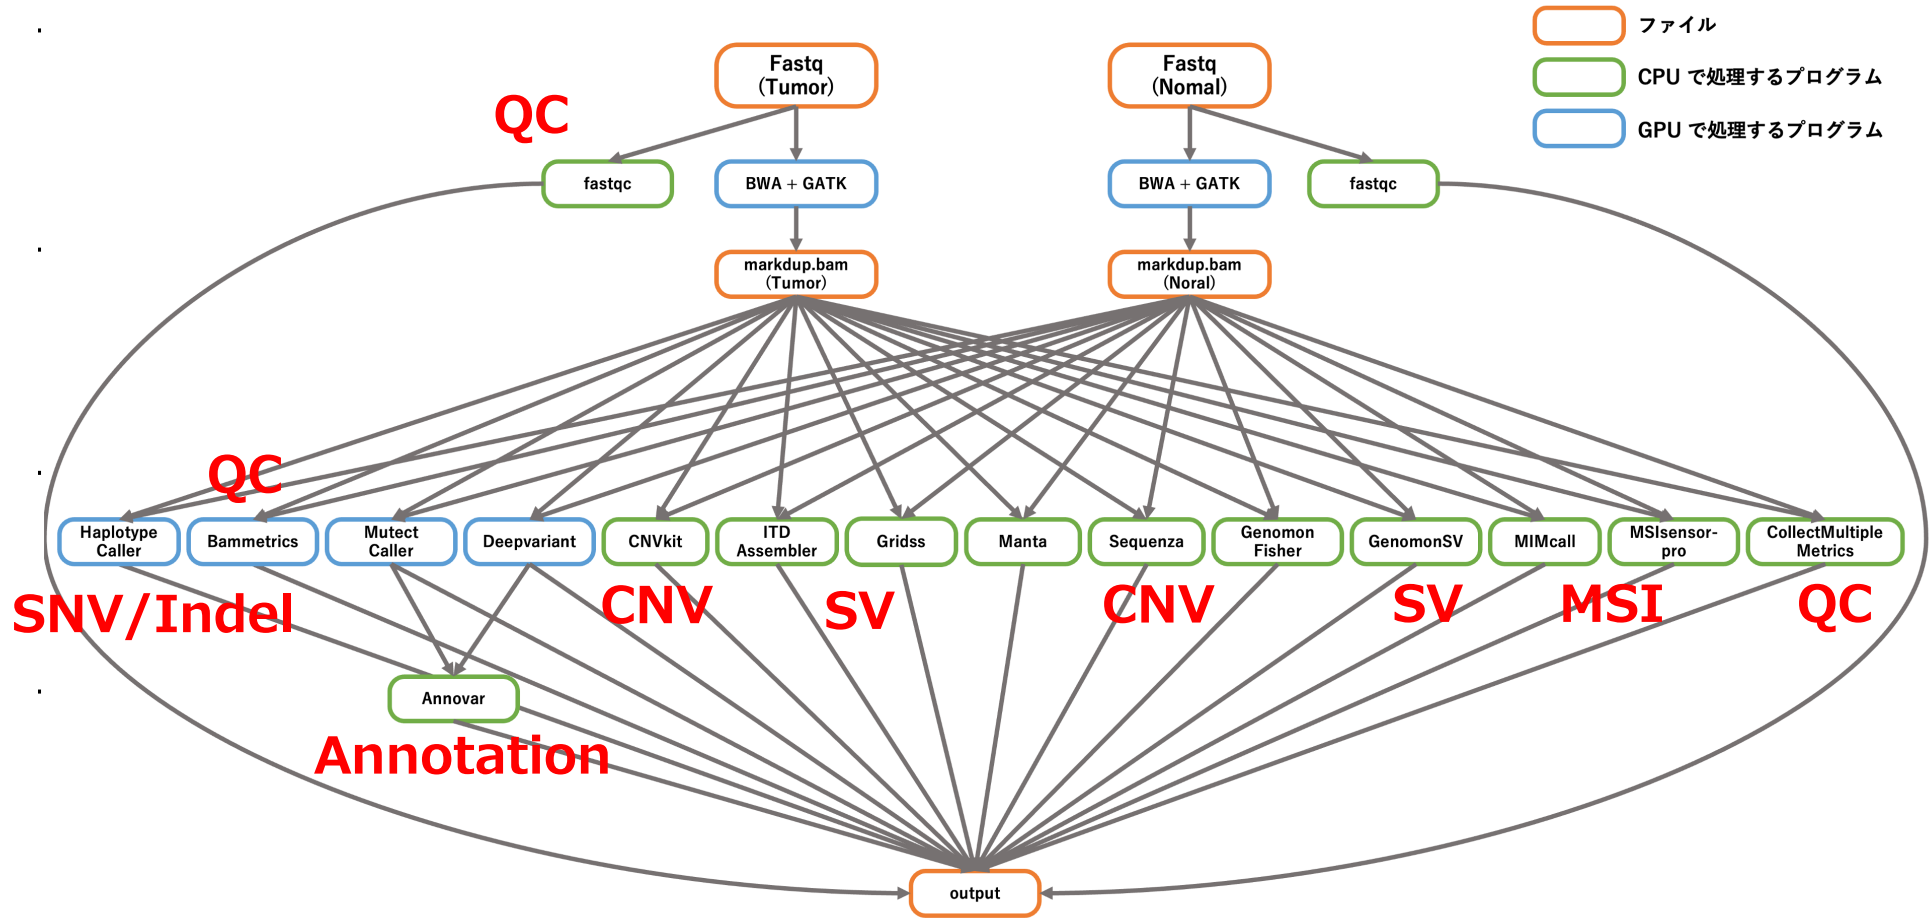 ファイル
CPU で処理するプログラム
GPU で処理するプログラム
Fastq
(Tumor)
Fastq
(Nomal)
QC
fastqc
BWA + GATK
BWA + GATK
fastqc
markdup.bam
(Tumor)
markdup.bam
(Noral)
QC
Haplotype
Caller
Bammetrics
Mutect
Caller
Deepvariant
CNVkit
ITD
Assembler
Gridss
Manta
Sequenza
Genomon
Fisher
GenomonSV
MIMcall
MSIsensor-
pro
CollectMultiple
Metrics
SNV/Indel
CNV
SV
CNV
SV
MSI
QC
Annovar
Annotation
output